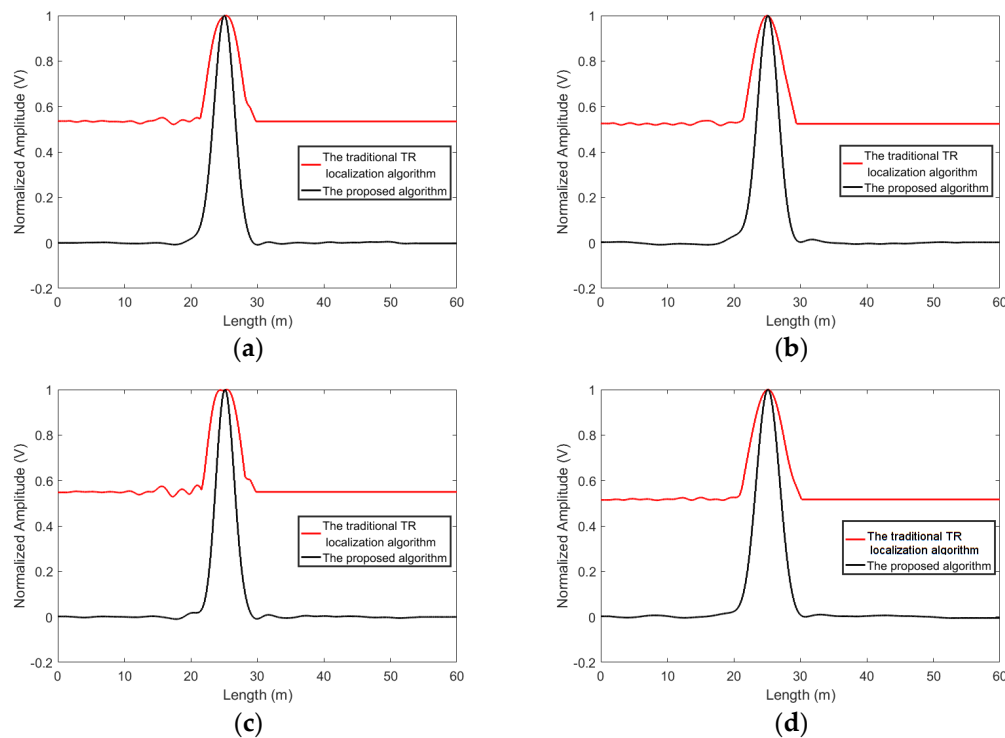 1
0.8
0.6
0.4
0.2
0
-0.2
Normalized Amplitude (V)
The traditional TR
localization algorithm
The proposed algorithm
0 10 20 30 40 50 60
Length (m)
(a)
1
0.8
0.6
0.4
0.2
0
-0.2
Normalized Amplitude (V)
The traditional TR
localization algorithm
The proposed algorithm
0 10 20 30 40 50 60
Length (m)
(b)
1
0.8
0.6
0.4
0.2
0
-0.2
Normalized Amplitude (V)
The traditional TR
localization algorithm
The proposed algorithm
0 10 20 30 40 50 60
Length (m)
(c)
1
0.8
0.6
0.4
0.2
0
-0.2
Normalized Amplitude (V)
The traditional TR
localization algorithm
The proposed algorithm
0 10 20 30 40 50 60
Length (m)
(d)